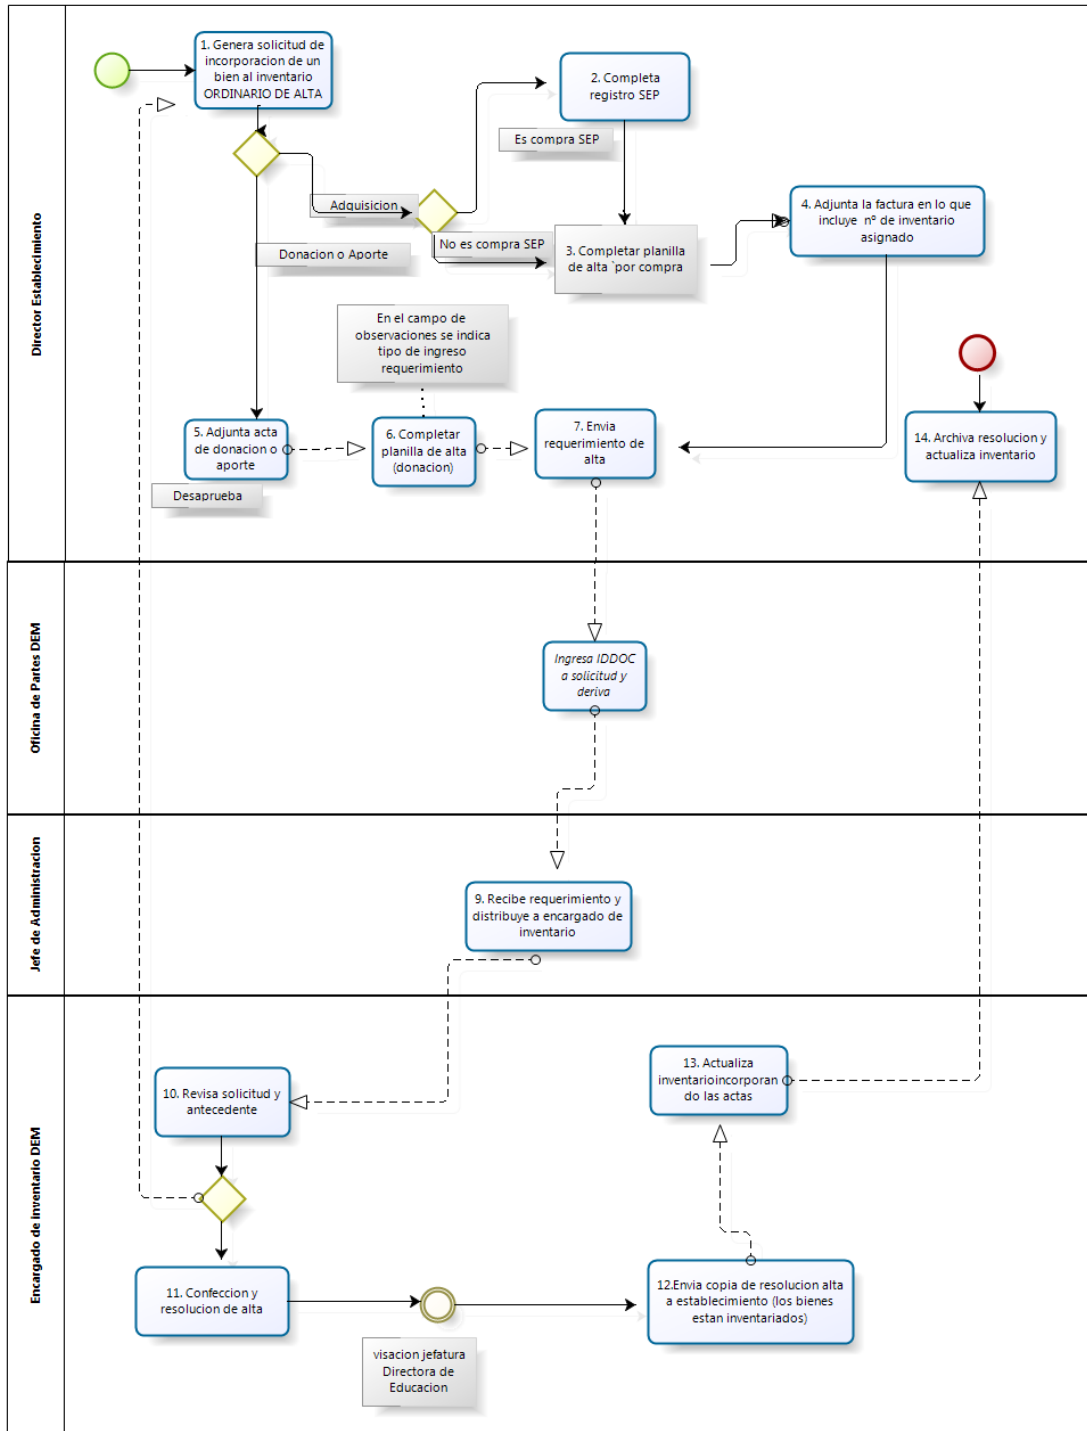 Director Establecimiento
1. Genera solicitud de
incorporacion de un
bien al inventario
ORDINARIO DE ALTA
2. Completa
registro SEP
Es compra SEP
Adquisicion
No es compra SEP
Donacion o Aporte
3. Completar planilla
de alta `por compra
4. Adjunta la factura en lo que
incluye nº de inventario
asignado
En el campo de
observaciones se indica
tipo de ingreso
requerimiento
5. Adjunta acta
de donacion o
aporte
6. Completar
planilla de alta
(donacion)
7. Envia
requerimiento de
alta
14. Archiva resolucion y
actualiza inventario
Desaprueba
Oficina de Partes DEM
Ingresa IDDOC
a solicitud y
deriva
Jefe de Administracion
9. Recibe requerimiento y
distribuye a encargado de
inventario
Encargado de inventario DEM
10. Revisa solicitud y
antecedente
13. Actualiza
inventarioincorporan
do las actas
11. Confeccion y
resolucion de alta
12.Envia copia de resolucion alta
a establecimiento (los bienes
estan inventariados)
visacion jefatura
Directora de
Educacion